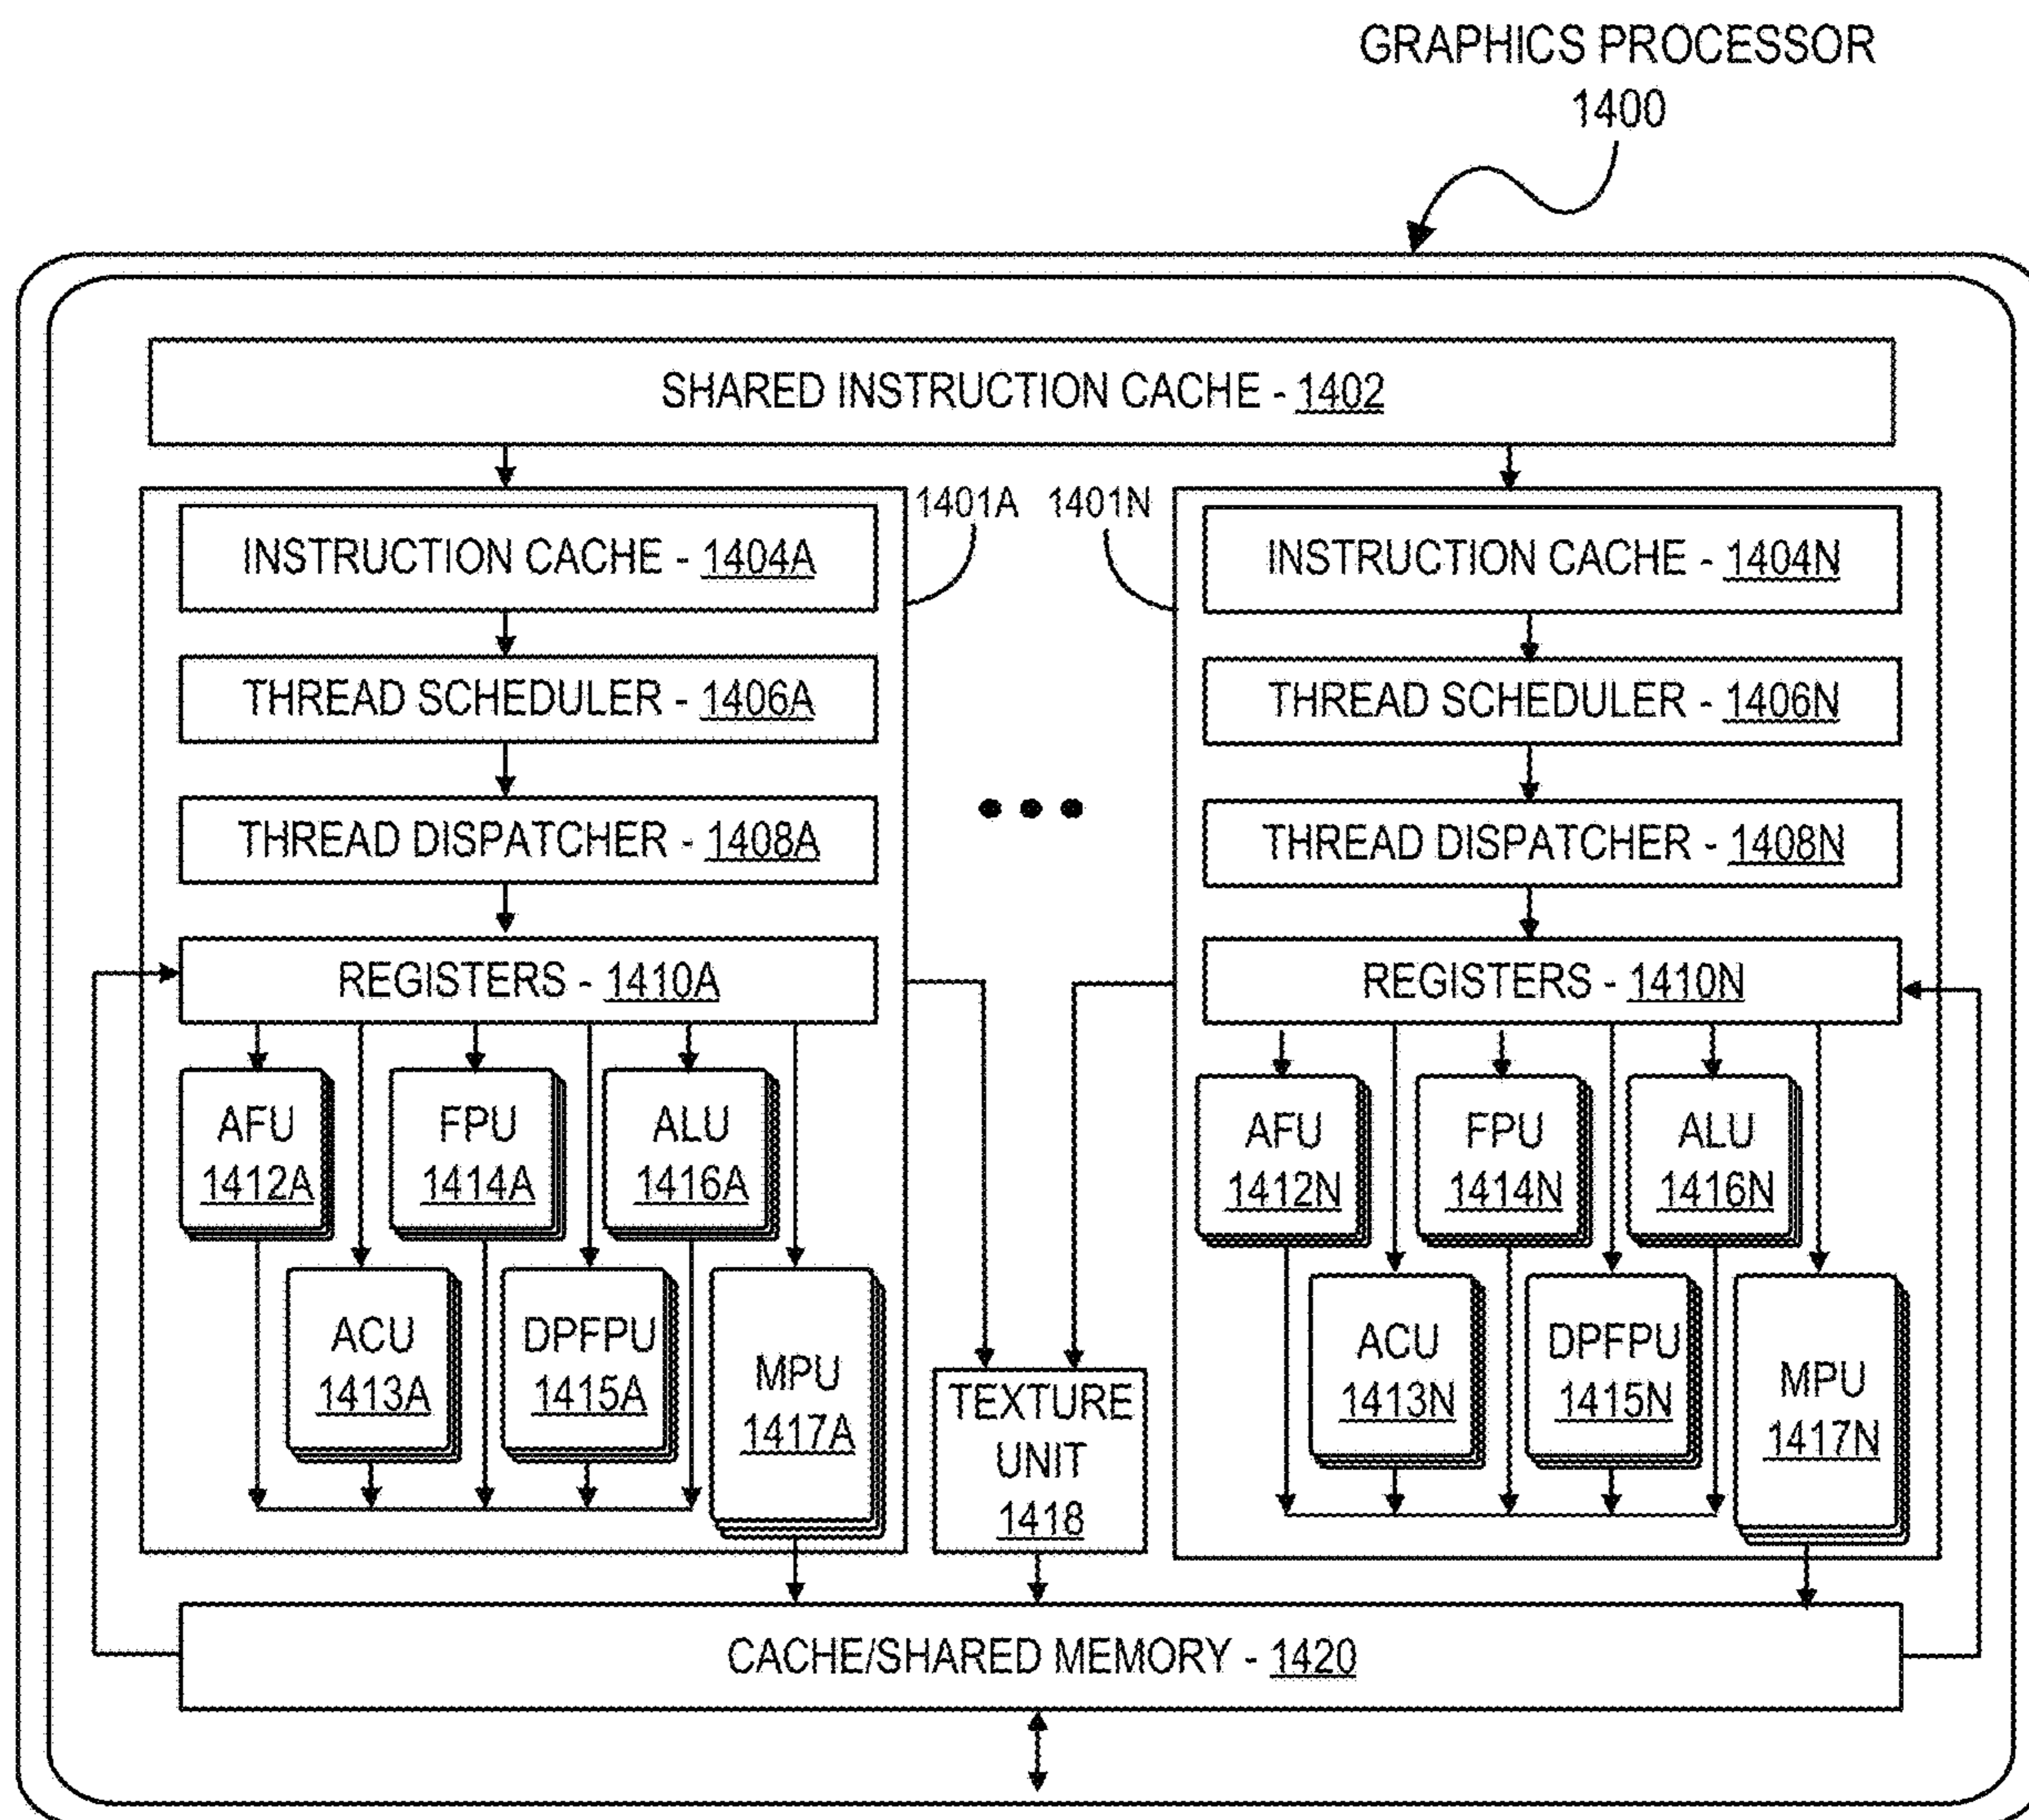 GRAPHICS PROCESSOR
1400
SHARED INSTRUCTION CACHE - 1402
1401A
1401N
INSTRUCTION CACHE - 1404A
THREAD SCHEDULER - 1406A
THREAD DISPATCHER - 1408A
REGISTERS - 1410A
AFU
1412A
FPU
1414A
ALU
1416A
ACU
1413A
DPFPU
1415A
MPU
1417A
TEXTURE
UNIT
1418
INSTRUCTION CACHE - 1404N
THREAD SCHEDULER - 1406N
THREAD DISPATCHER - 1408N
REGISTERS - 1410N
AFU
1412N
FPU
1414N
ALU
1416N
ACU
1413N
DPFPU
1415N
MPU
1417N
CACHE/SHARED MEMORY - 1420